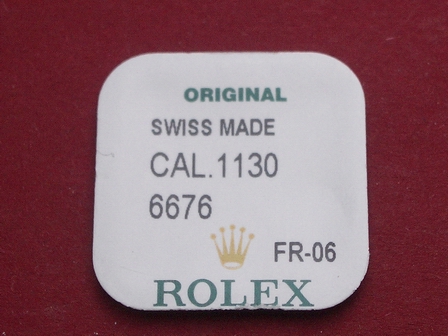 ORIGINAL
SWISS MADE
CAL.1130
6676
FR-06
ROLEX